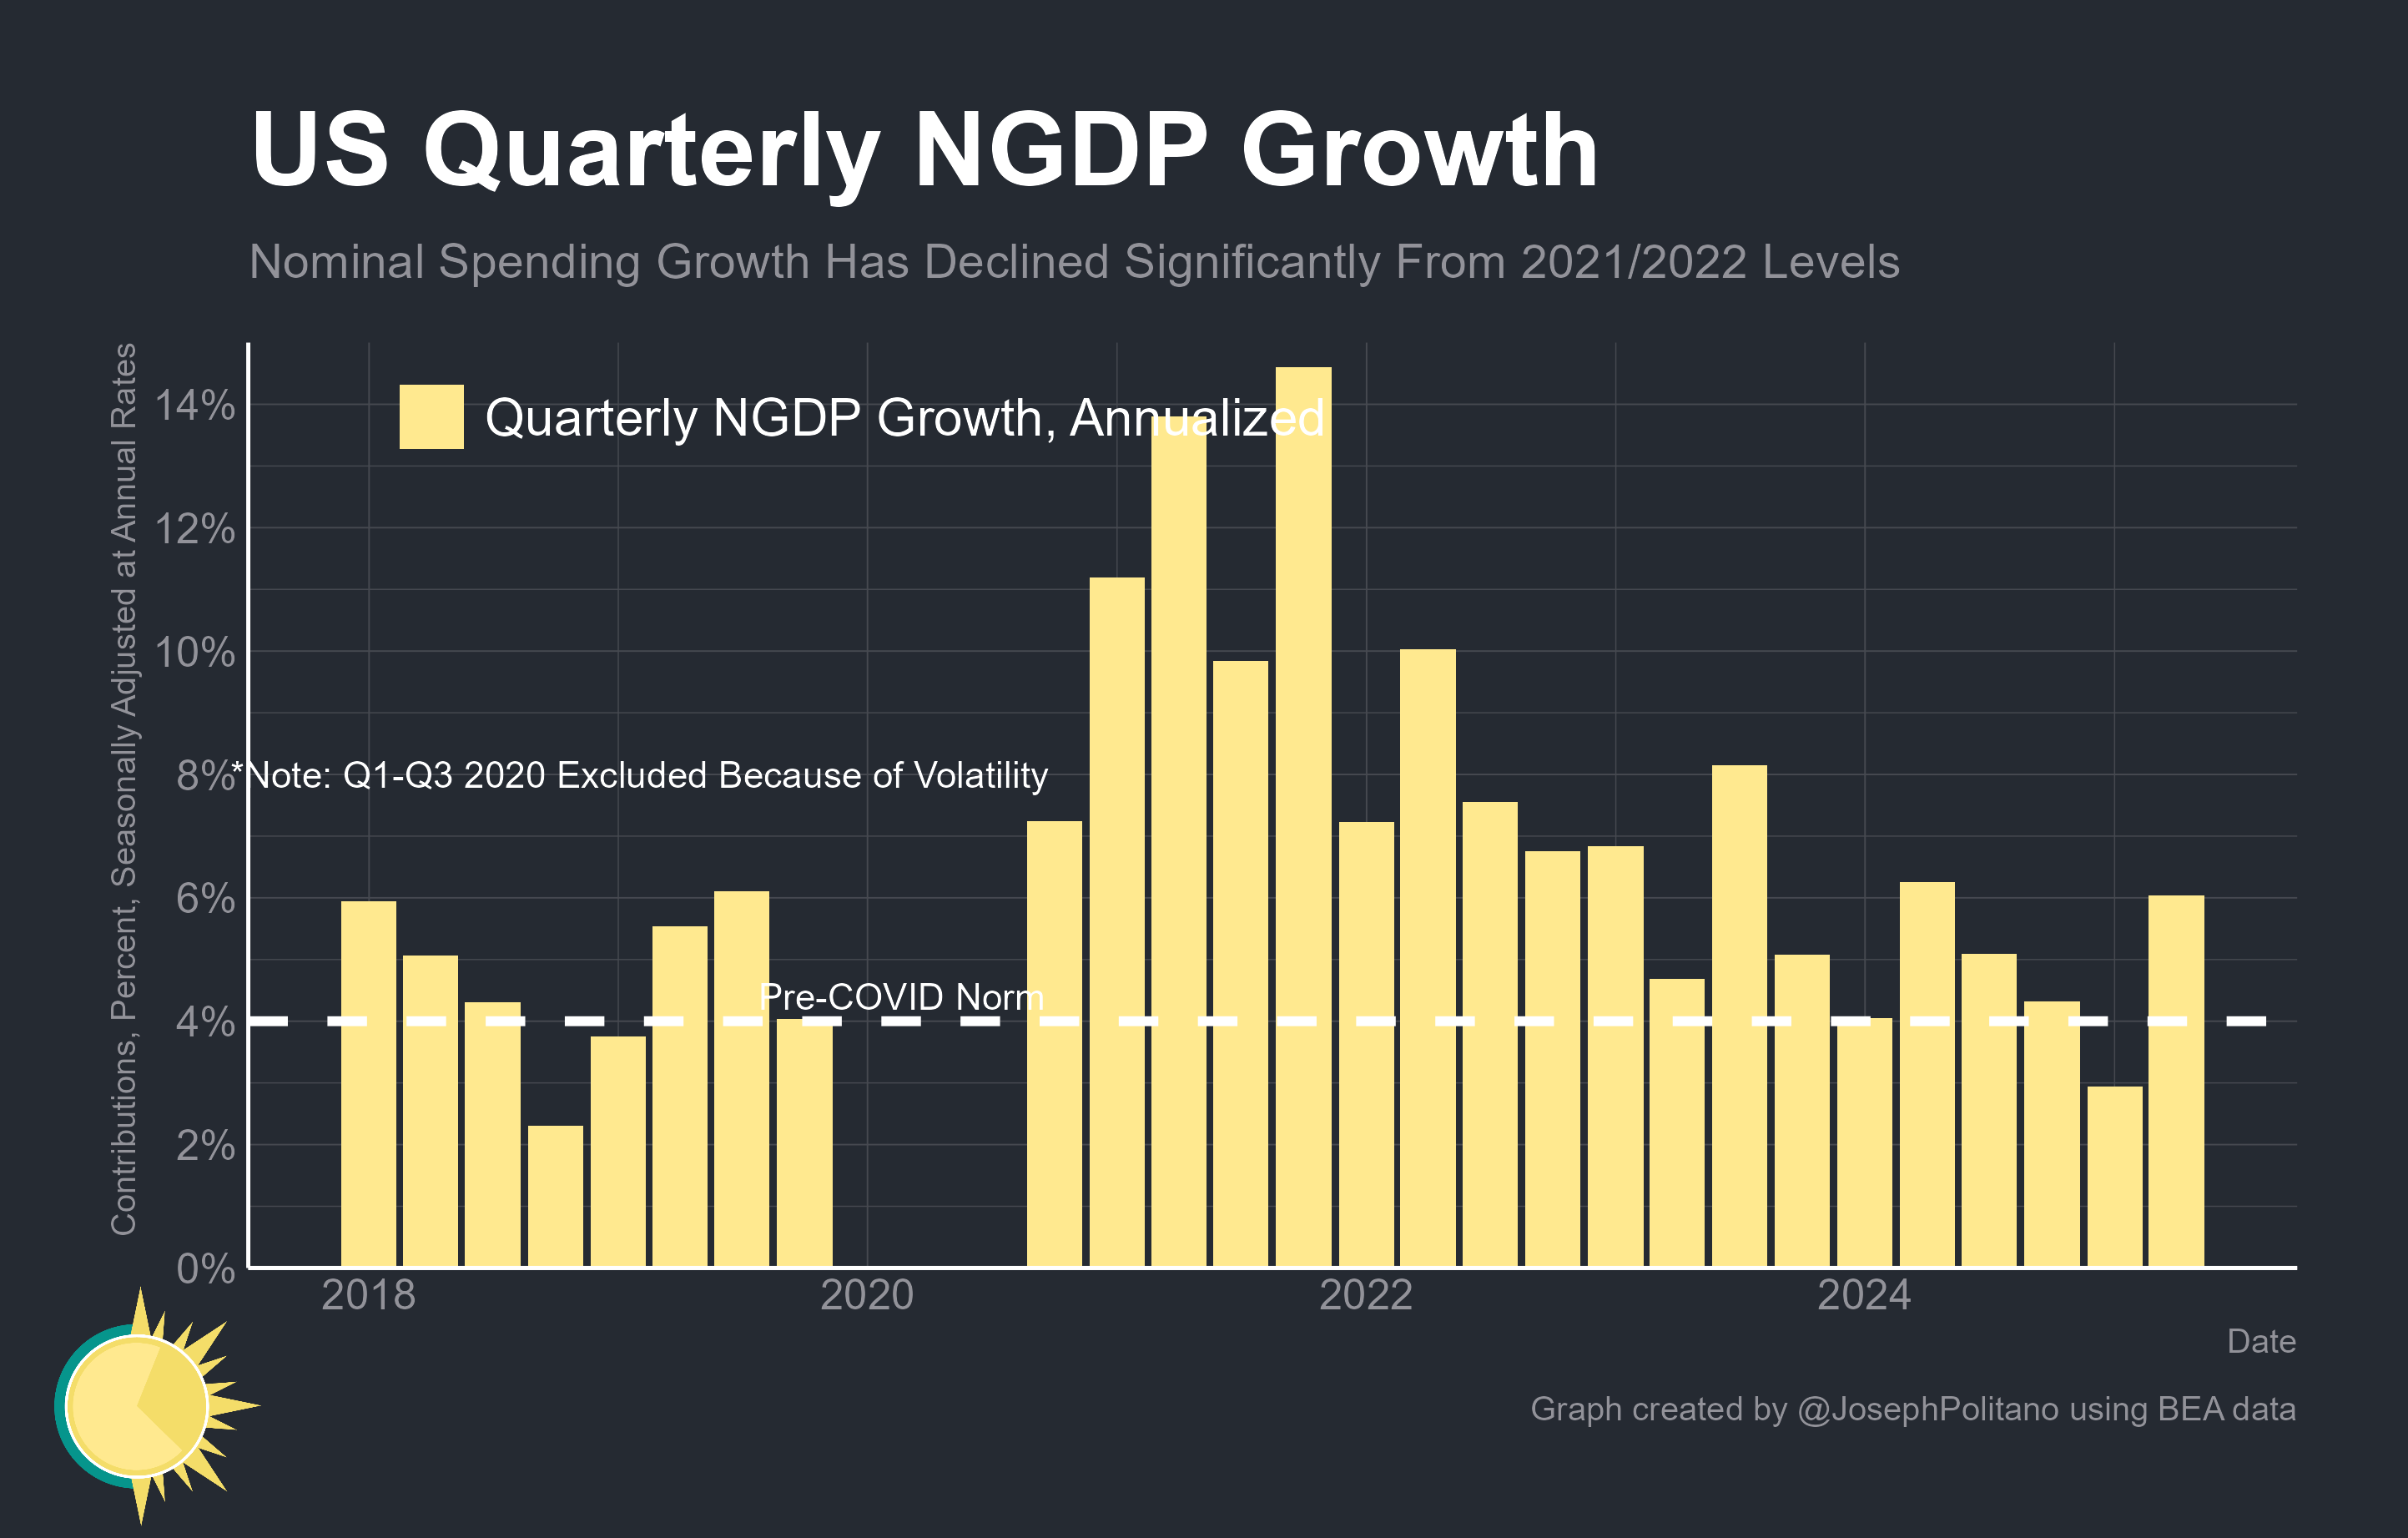 US Quarterly NGDP Growth
Nominal Spending Growth Has Declined Significantly From 2021/2022 Levels
Contributions, Percent, Seasonally Adjusted at Annual Rates
14%
12%
10%
8%
6%
4%
2%
0%
Quarterly NGDP Growth, Annualized
*Note: Q1-Q3 2020 Excluded Because of Volatility
Pre-COVID Norm
2018 2020 2022 2024
Date
Graph created by @JosephPolitano using BEA data